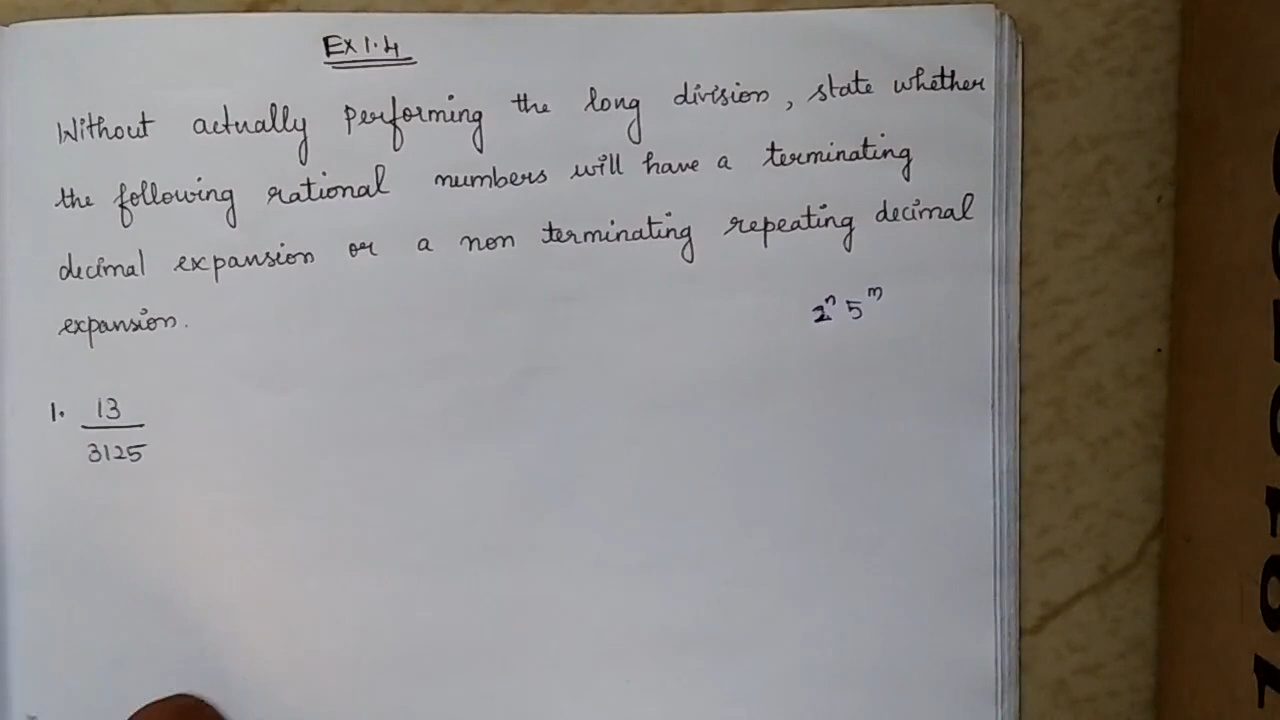 Ex 1.4
Without actually performing the long division, state whether
the following rational numbers will have a terminating
decimal expansion or a non terminating repeating decimal
expansion.
2ⁿ 5ᵐ
1. 13
3125